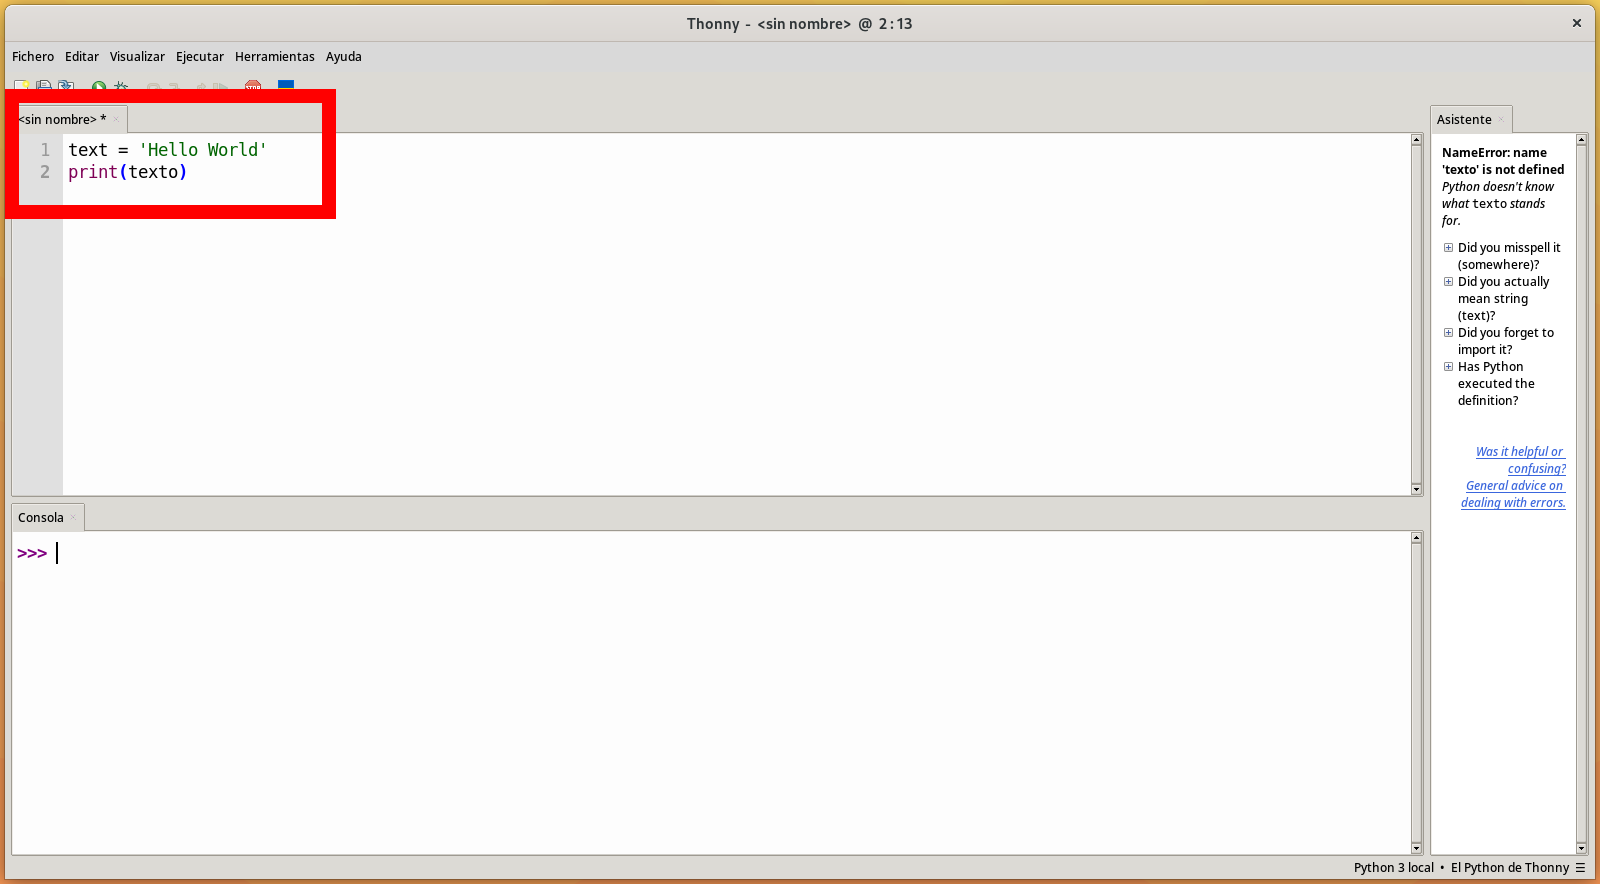 Thonny - <sin nombre> @ 2:13
Fichero Editar Visualizar Ejecutar Herramientas Ayuda
<sin nombre> *
1 text = 'Hello World'
2 print(texto)
Asistente
NameError: name
'texto' is not defined
Python doesn't know
what texto stands
for.
Did you misspell it
(somewhere)?
Did you actually
mean string
(text)?
Did you forget to
import it?
Has Python
executed the
definition?
Was it helpful or
confusing?
General advice on
dealing with errors.
Consola
>>>
Python 3 local • El Python de Thonny ☰